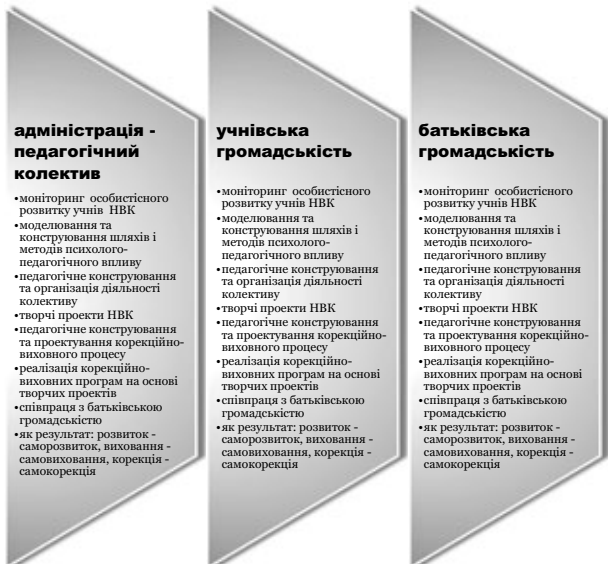 адміністрація -
педагогічний
колектив
•моніторинг особистісного
розвитку учнів НВК
•моделювання та
конструювання шляхів і
методів психолого-
педагогічного впливу
•педагогічне конструювання
та організація діяльності
колективу
•творчі проекти НВК
•педагогічне конструювання
та проектування корекційно-
виховного процесу
•реалізація корекційно-
виховних програм на основі
творчих проектів
•співпраця з батьківською
громадськістю
•як результат: розвиток -
саморозвиток, виховання -
самовиховання, корекція -
самокорекція
учнівська
громадськість
•моніторинг особистісного
розвитку учнів НВК
•моделювання та
конструювання шляхів і
методів психолого-
педагогічного впливу
•педагогічне конструювання
та організація діяльності
колективу
•творчі проекти НВК
•педагогічне конструювання
та проектування корекційно-
виховного процесу
•реалізація корекційно-
виховних програм на основі
творчих проектів
•співпраця з батьківською
громадськістю
•як результат: розвиток -
саморозвиток, виховання -
самовиховання, корекція -
самокорекція
батьківська
громадськість
•моніторинг особистісного
розвитку учнів НВК
•моделювання та
конструювання шляхів і
методів психолого-
педагогічного впливу
•педагогічне конструювання
та організація діяльності
колективу
•творчі проекти НВК
•педагогічне конструювання
та проектування корекційно-
виховного процесу
•реалізація корекційно-
виховних програм на основі
творчих проектів
•співпраця з батьківською
громадськістю
•як результат: розвиток -
саморозвиток, виховання -
самовиховання, корекція -
самокорекція